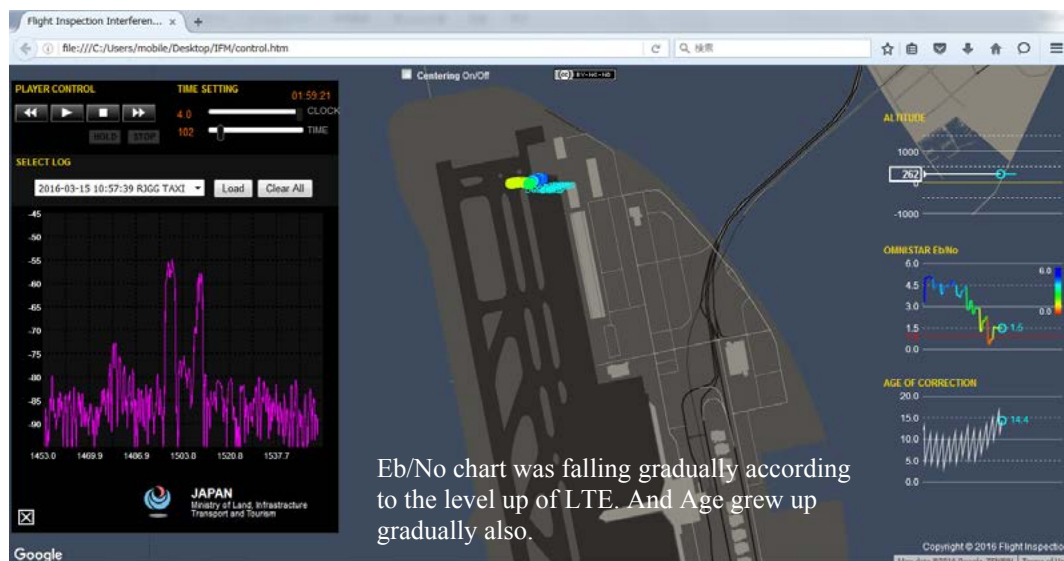 Flight Inspection Interferen... × +
file:///C:/Users/mobile/Desktop/IFM/control.htm
検索
PLAYER CONTROL
TIME SETTING
01:59:21
4.0
CLOCK
HOLD
STOP
102
TIME
SELECT LOG
2016-03-15 10:57:39 RJGG TAXI
Load
Clear All
-45
-50
-55
-60
-65
-70
-75
-80
-85
-90
1453.0 1469.9 1486.9 1503.8 1520.8 1537.7
JAPAN
Ministry of Land, Infrastructure
Transport and Tourism
Google
Centering On/Off
BY-NC-ND
ALTITUDE
1000
262
0
-1000
OMNISTAR Eb/No
6.0
6.0
4.5
3.0
0.0
1.5
1.5
0.0
AGE OF CORRECTION
20.0
15.0
14.4
10.0
5.0
0.0
Eb/No chart was falling gradually according
to the level up of LTE. And Age grew up
gradually also.
Copyright © 2016 Flight Inspectio